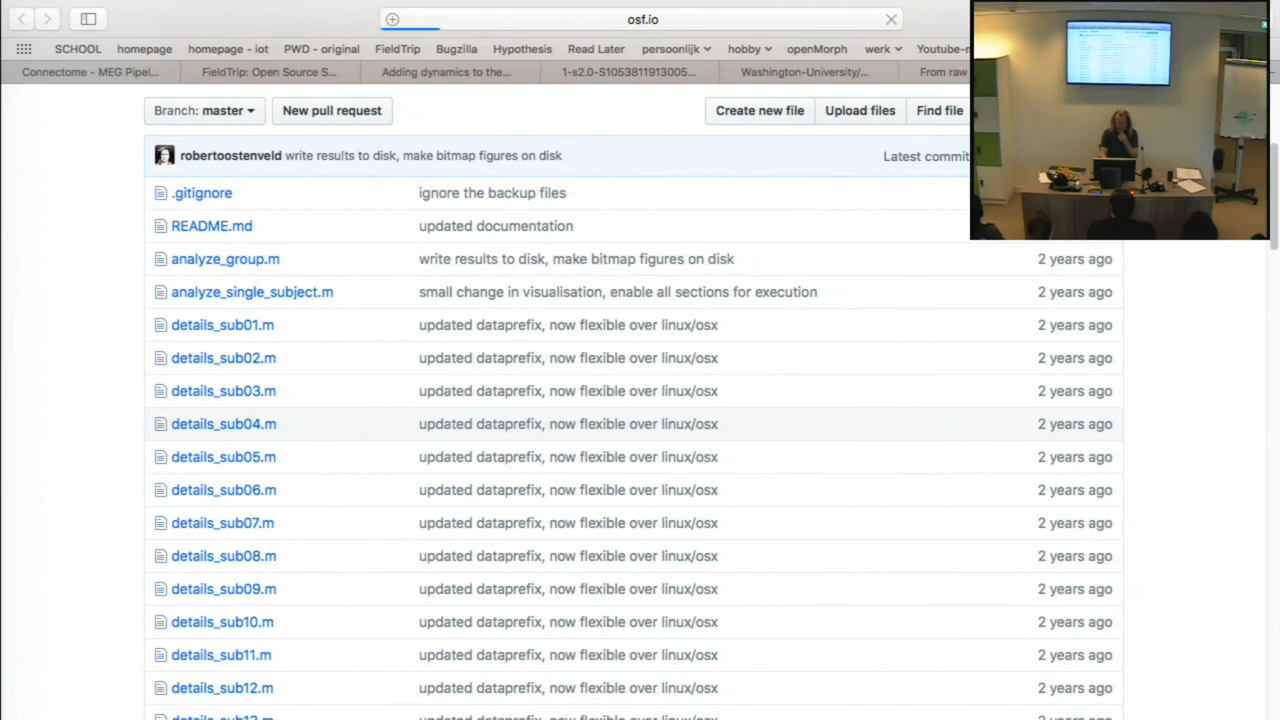 osf.io
SCHOOL homepage homepage - iot PWD - original FieldTrip Bugzilla Hypothesis Read Later persoonlijk hobby openMorph werk Youtube-n
Connectome - MEG Pipel... FieldTrip: Open Source S... Adding dynamics to the... 1-s2.0-S1053811913005... Washington-University/... From raw
Branch: master New pull request Create new file Upload files Find file
robertoostenveld write results to disk, make bitmap figures on disk Latest commit
.gitignore ignore the backup files
README.md updated documentation
analyze_group.m write results to disk, make bitmap figures on disk 2 years ago
analyze_single_subject.m small change in visualisation, enable all sections for execution 2 years ago
details_sub01.m updated dataprefix, now flexible over linux/osx 2 years ago
details_sub02.m updated dataprefix, now flexible over linux/osx 2 years ago
details_sub03.m updated dataprefix, now flexible over linux/osx 2 years ago
details_sub04.m updated dataprefix, now flexible over linux/osx 2 years ago
details_sub05.m updated dataprefix, now flexible over linux/osx 2 years ago
details_sub06.m updated dataprefix, now flexible over linux/osx 2 years ago
details_sub07.m updated dataprefix, now flexible over linux/osx 2 years ago
details_sub08.m updated dataprefix, now flexible over linux/osx 2 years ago
details_sub09.m updated dataprefix, now flexible over linux/osx 2 years ago
details_sub10.m updated dataprefix, now flexible over linux/osx 2 years ago
details_sub11.m updated dataprefix, now flexible over linux/osx 2 years ago
details_sub12.m updated dataprefix, now flexible over linux/osx 2 years ago